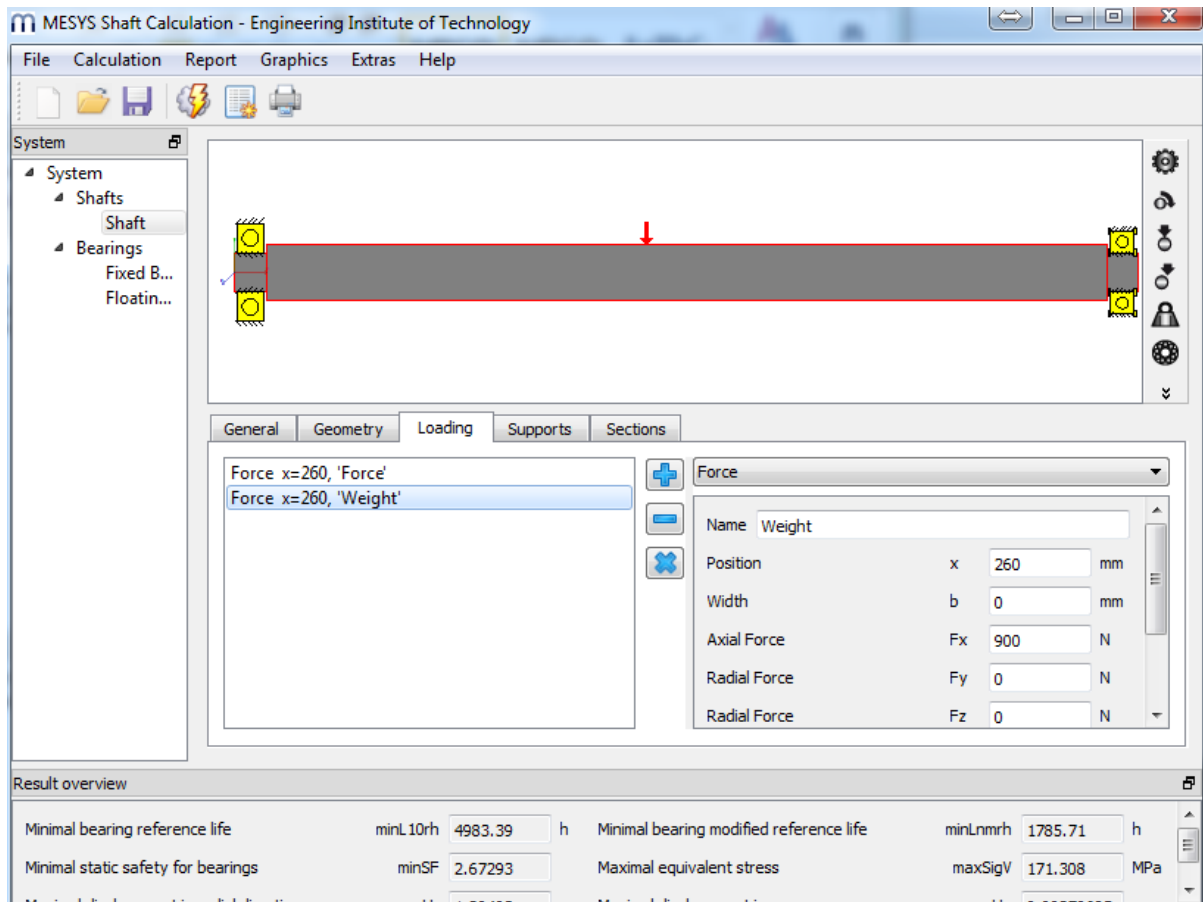 MESYS Shaft Calculation - Engineering Institute of Technology
File Calculation Report Graphics Extras Help
System
System
Shafts
Shaft
Bearings
Fixed B...
Floatin...
General Geometry Loading Supports Sections
Force x=260, 'Force'
Force x=260, 'Weight'
Force
Name Weight
Position x 260 mm
Width b 0 mm
Axial Force Fx 900 N
Radial Force Fy 0 N
Radial Force Fz 0 N
Result overview
Minimal bearing reference life minL10rh 4983.39 h Minimal bearing modified reference life minLnmrh 1785.71 h
Minimal static safety for bearings minSF 2.67293 Maximal equivalent stress maxSigV 171.308 MPa